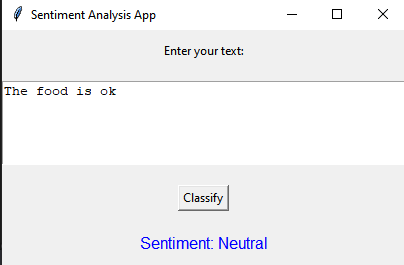 Sentiment Analysis App
Enter your text:
The food is ok
Classify
Sentiment: Neutral